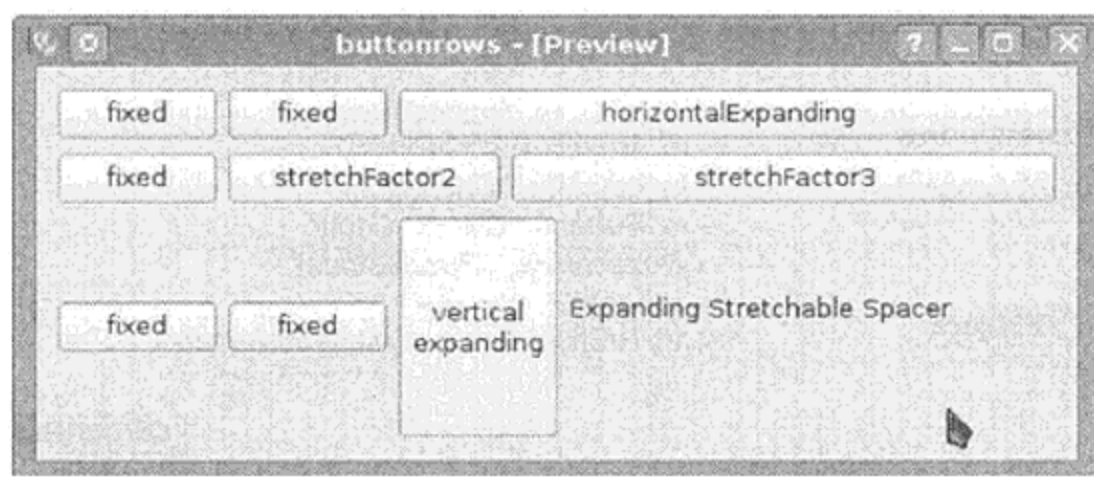 buttonrows - [Preview]
fixed fixed horizontalExpanding
fixed stretchFactor2 stretchFactor3
fixed fixed vertical expanding Expanding Stretchable Spacer